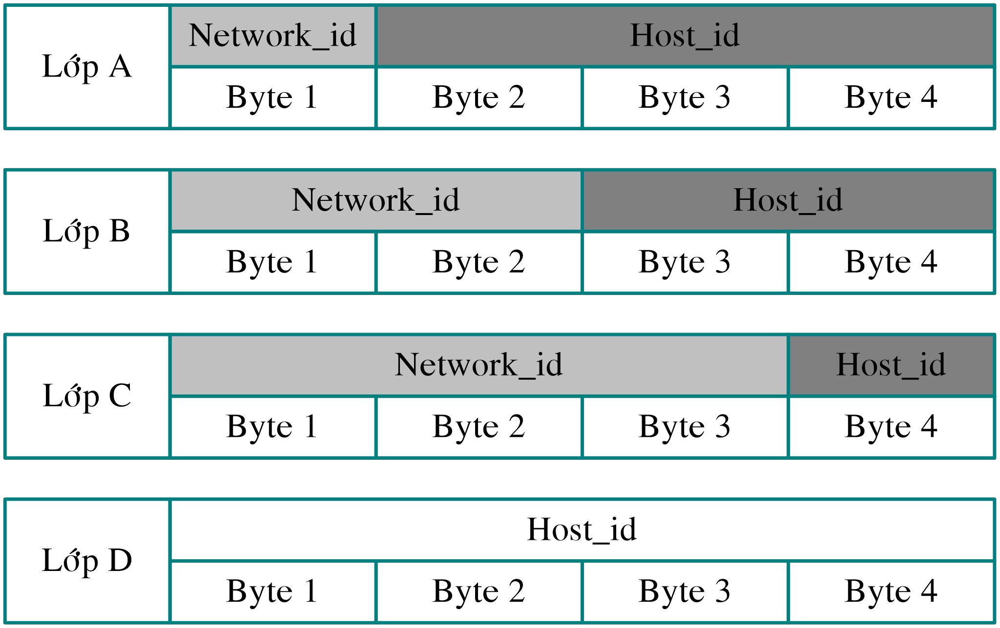 Network_id Host_id
Lớp A
Byte 1 Byte 2 Byte 3 Byte 4
Network_id Host_id
Lớp B
Byte 1 Byte 2 Byte 3 Byte 4
Network_id Host_id
Lớp C
Byte 1 Byte 2 Byte 3 Byte 4
Host_id
Lớp D
Byte 1 Byte 2 Byte 3 Byte 4